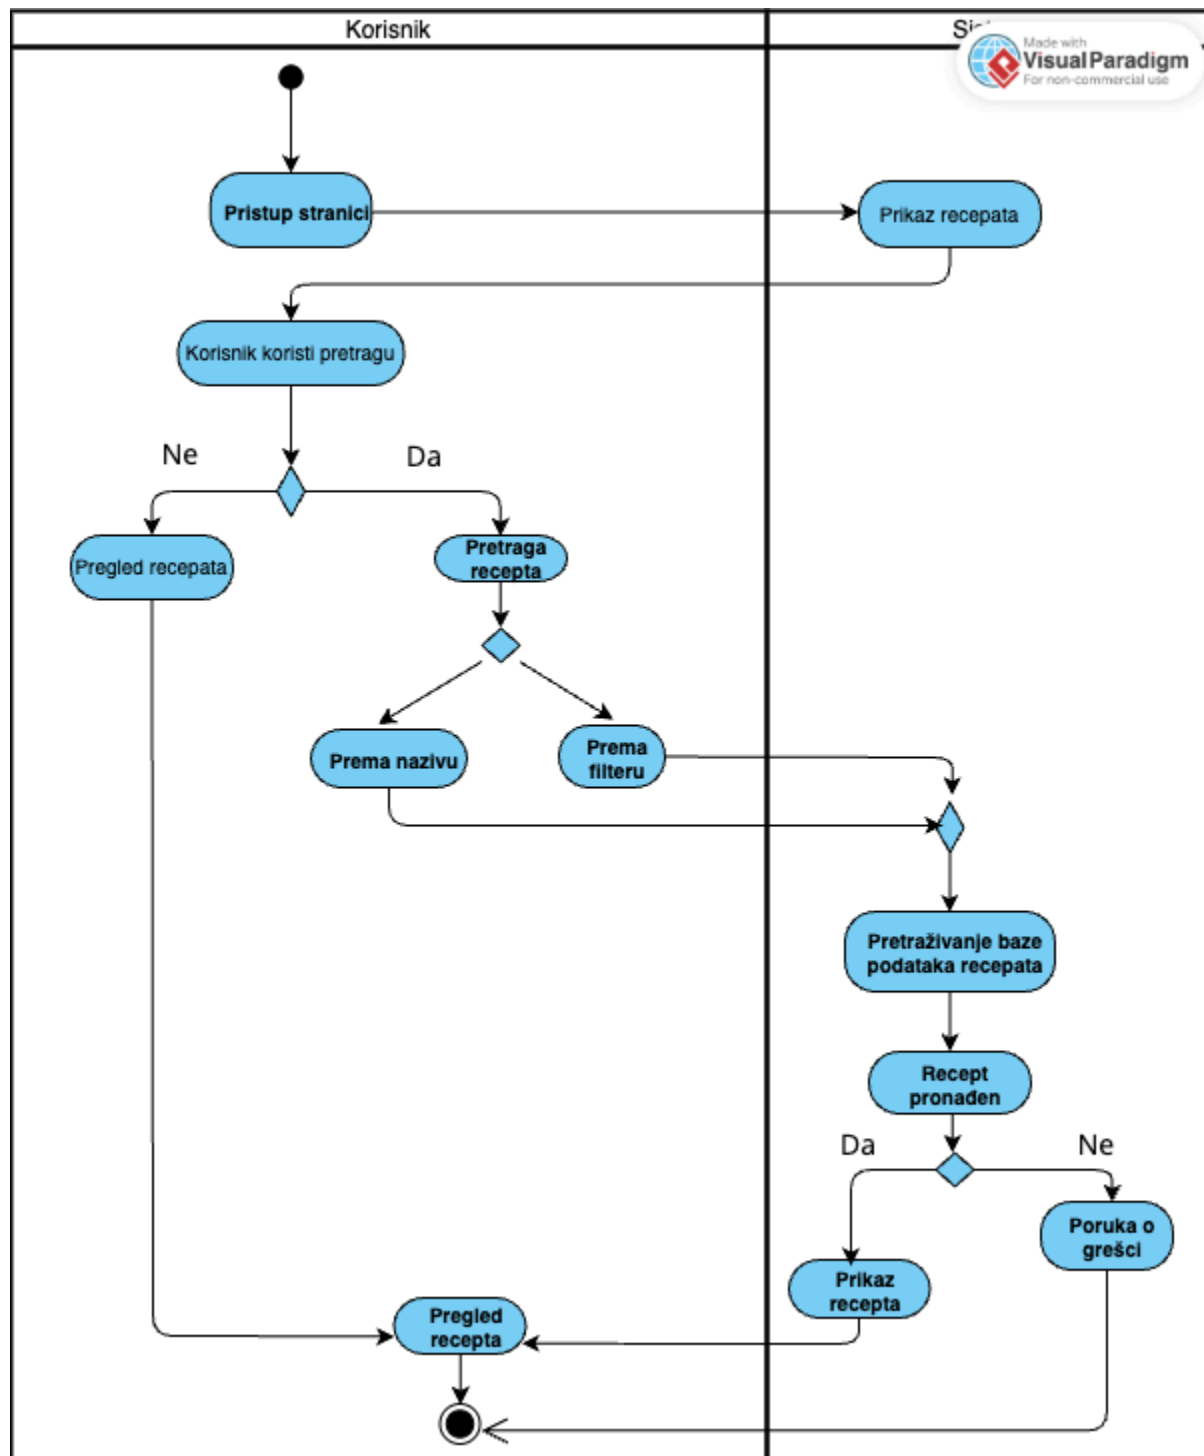 Korisnik
Made with
Visual Paradigm
For non-commercial use
Pristup stranici
Prikaz recepata
Korisnik koristi pretragu
Ne
Da
Pregled recepata
Pretraga
recepta
Prema nazivu
Prema
filteru
Pretraživanje baze
podataka recepata
Recept
pronađen
Da
Ne
Poruka o
grešci
Prikaz
recepta
Pregled
recepta